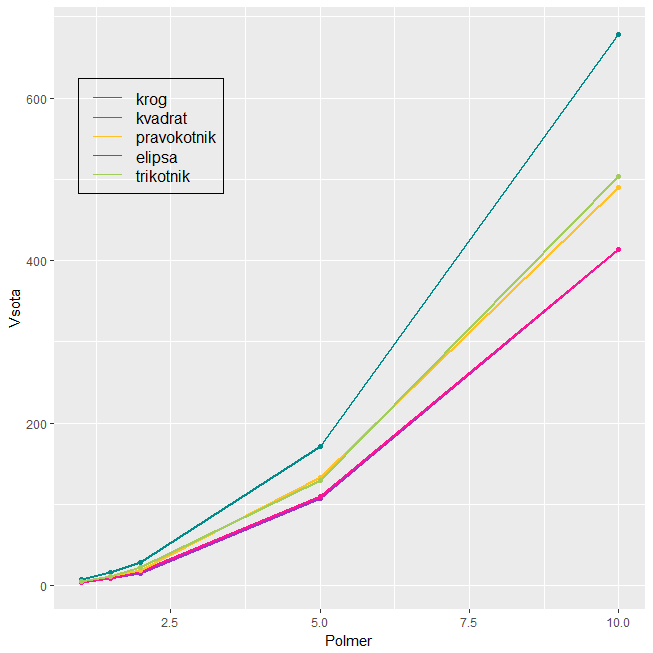 600
400
200
0
krog
kvadrat
pravokotnik
elipsa
trikotnik
Vsota
2.5 5.0 7.5 10.0
Polmer